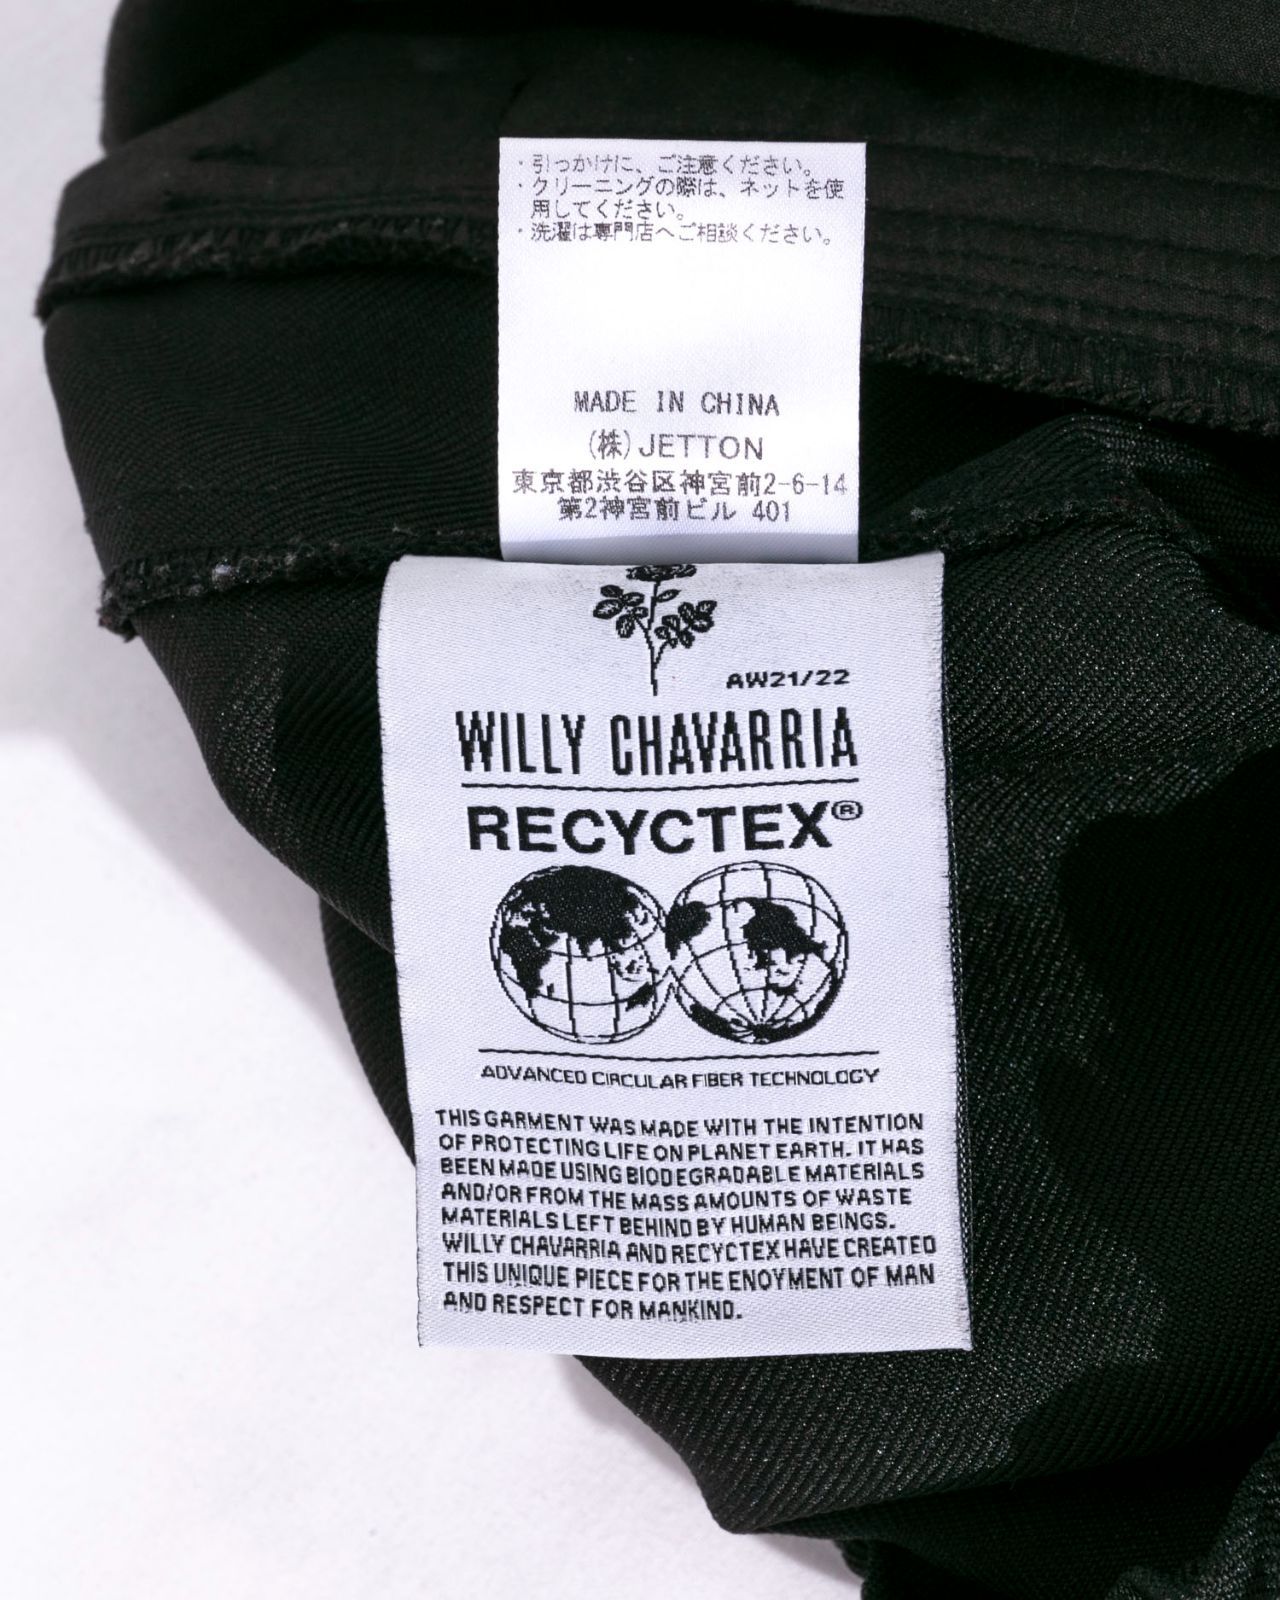 ・引っかけに、ご注意ください。
・クリーニングの際は、ネットを使
用してください。
・洗濯は専門店へご相談ください。
MADE IN CHINA
(株)JETTON
東京都渋谷区神宮前2-6-14
第2神宮前ビル 401
AW21/22
WILLY CHAVARRIA
RECYCTEX®
ADVANCED CIRCULAR FIBER TECHNOLOGY
THIS GARMENT WAS MADE WITH THE INTENTION
OF PROTECTING LIFE ON PLANET EARTH. IT HAS
BEEN MADE USING BIODEGRADABLE MATERIALS
AND/OR FROM THE MASS AMOUNTS OF WASTE
MATERIALS LEFT BEHIND BY HUMAN BEINGS.
WILLY CHAVARRIA AND RECYCTEX HAVE CREATED
THIS UNIQUE PIECE FOR THE ENOYMENT OF MAN
AND RESPECT FOR MANKIND.